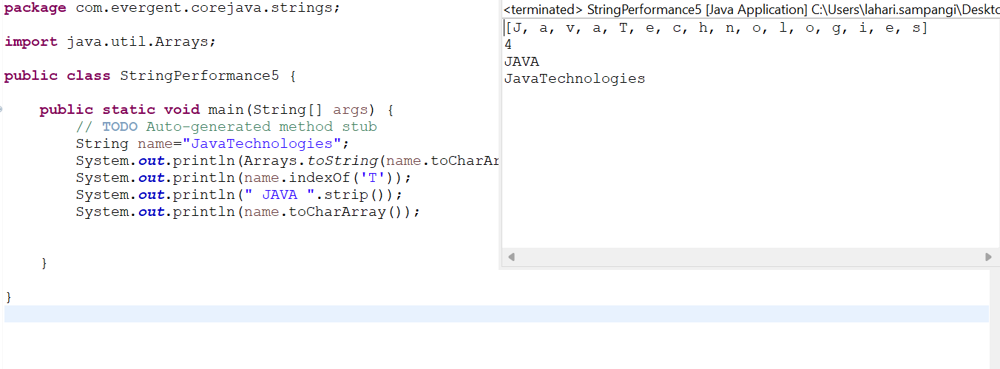 package com.evergent.corejava.strings;
import java.util.Arrays;
public class StringPerformance5 {
public static void main(String[] args) {
// TODO Auto-generated method stub
String name="JavaTechnologies";
System.out.println(Arrays.toString(name.toCharAr
System.out.println(name.indexOf('T'));
System.out.println(" JAVA ".strip());
System.out.println(name.toCharArray());
}
}
<terminated> StringPerformance5 [Java Application] C:\Users\lahari.sampangi\Deskto
[J, a, v, a, T, e, c, h, n, o, l, o, g, i, e, s]
4
JAVA
JavaTechnologies